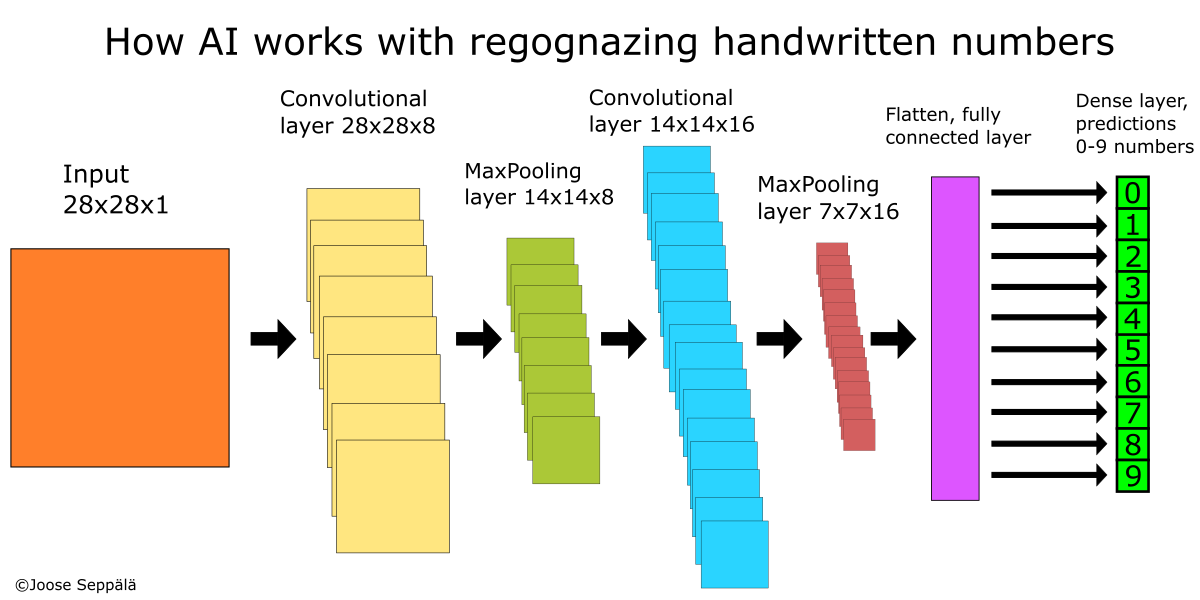 How AI works with regognazing handwritten numbers
Input
28x28x1
Convolutional
layer 28x28x8
MaxPooling
layer 14x14x8
Convolutional
layer 14x14x16
MaxPooling
layer 7x7x16
Flatten, fully
connected layer
Dense layer,
predictions
0-9 numbers
0
1
2
3
4
5
6
7
8
9
©Joose Seppälä